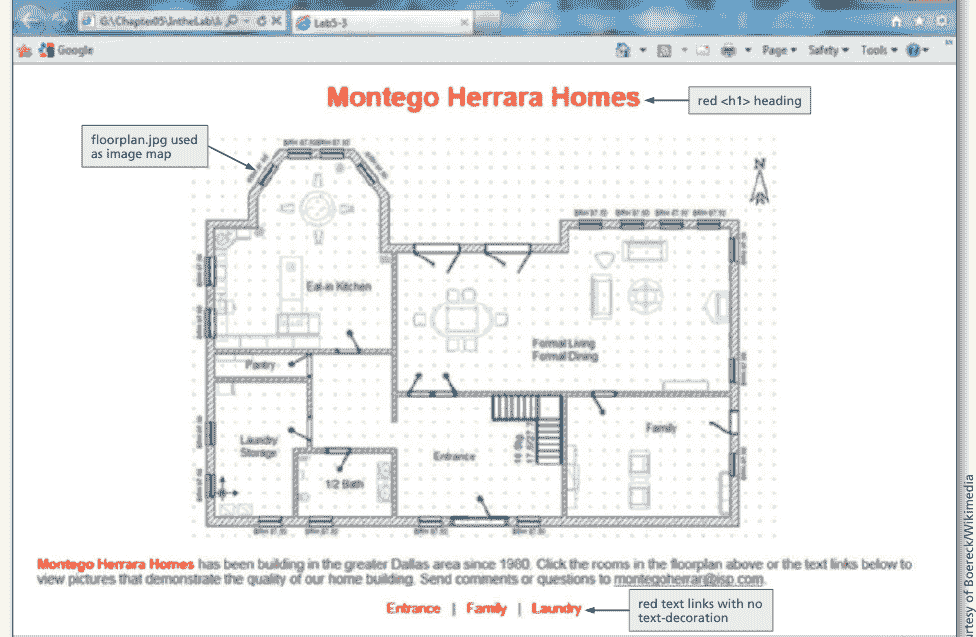 G:\Chapter05\IntheLab\
Lab5-3
Google
Page
Safety
Tools
Montego Herrara Homes
red <h1> heading
floorplan.jpg used
as image map
N
Eat-in Kitchen
Formal Living
Formal Dining
Pantry
Laundry
Storage
Entrance
Family
1/2 Bath
Montego Herrara Homes has been building in the greater Dallas area since 1980. Click the rooms in the floorplan above or the text links below to
view pictures that demonstrate the quality of our home building. Send comments or questions to montegoherrar@isp.com.
Entrance | Family | Laundry
red text links with no
text-decoration
rtesy of Boereck/Wikimedia